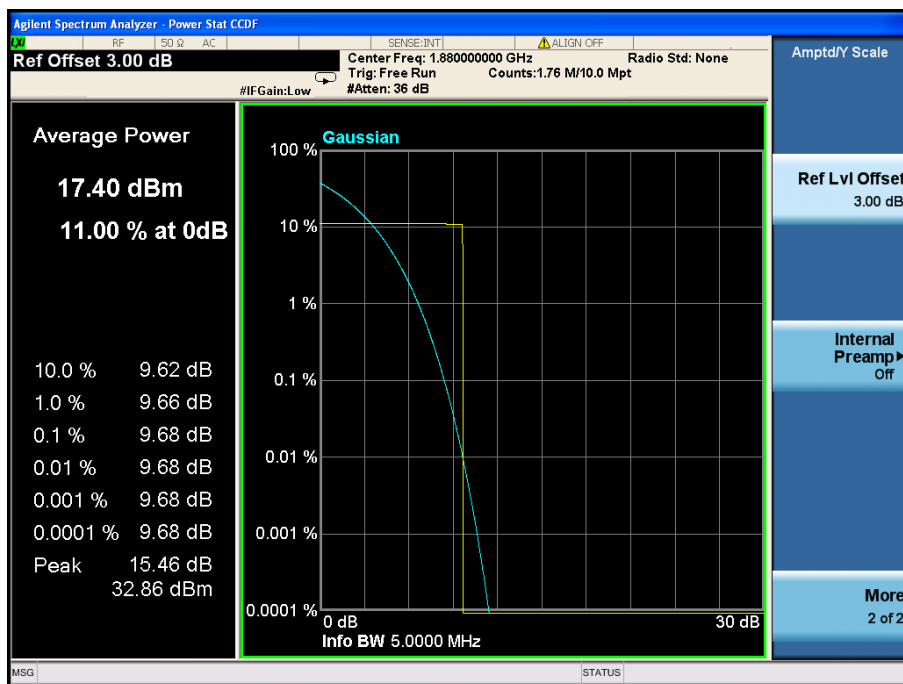 Agilent Spectrum Analyzer - Power Stat CCDF
LXI RF 50 Ω AC SENSE:INT ALIGN OFF
Ref Offset 3.00 dB
Center Freq: 1.880000000 GHz Radio Std: None
Trig: Free Run Counts:1.76 M/10.0 Mpt
#IFGain:Low #Atten: 36 dB
Average Power
17.40 dBm
11.00 % at 0dB
10.0 % 9.62 dB
1.0 % 9.66 dB
0.1 % 9.68 dB
0.01 % 9.68 dB
0.001 % 9.68 dB
0.0001 % 9.68 dB
Peak 15.46 dB
32.86 dBm
Gaussian
100 %
10 %
1 %
0.1 %
0.01 %
0.001 %
0.0001 %
0 dB 30 dB
Info BW 5.0000 MHz
Amptd/Y Scale
Ref Lvl Offset
3.00 dB
Internal
Preamp
Off
More
2 of 2
MSG STATUS